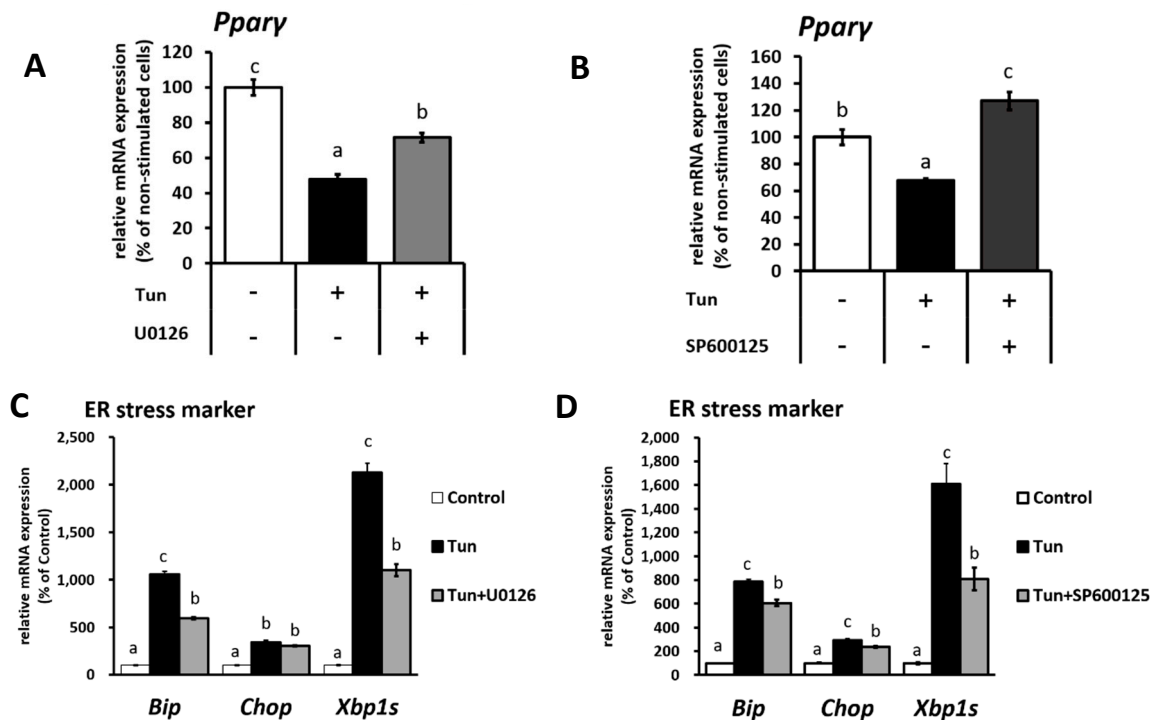 A
Pparγ
relative mRNA expression
(% of non-stimulated cells)
120
100
80
60
40
20
0
c
a
b
Tun - + +
U0126 - - +
B
Pparγ
relative mRNA expression
(% of non-stimulated cells)
160
140
120
100
80
60
40
20
0
b
a
c
Tun - + +
SP600125 - - +
C
ER stress marker
relative mRNA expression
(% of Control)
2,500
2,000
1,500
1,000
500
0
a c b
a b b
a c b
Bip Chop Xbp1s
Control
Tun
Tun+U0126
D
ER stress marker
relative mRNA expression
(% of Control)
2,000
1,800
1,600
1,400
1,200
1,000
800
600
400
200
0
a c b
a c b
a c b
Bip Chop Xbp1s
Control
Tun
Tun+SP600125